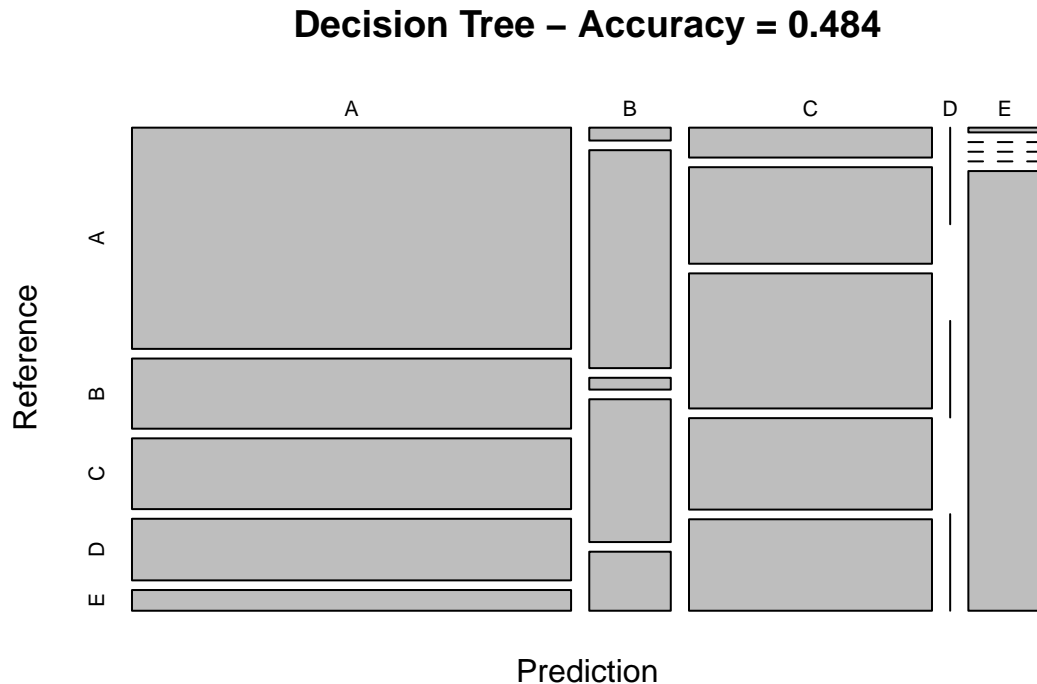 Decision Tree – Accuracy = 0.484
A B C D E
A
B
C
D
E
Reference
Prediction